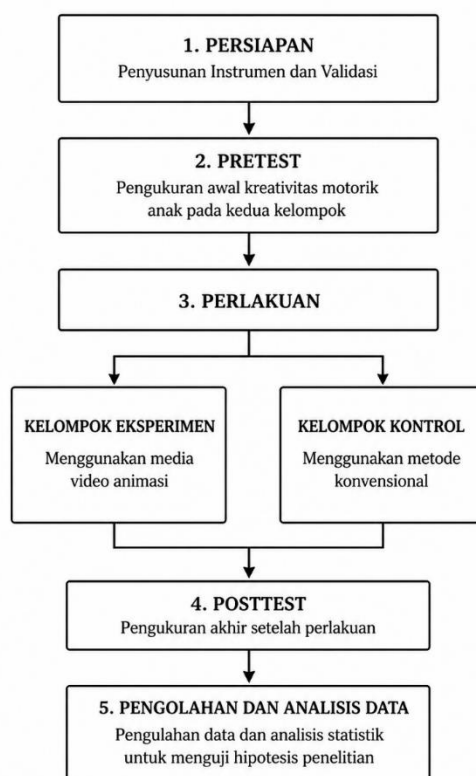 1. PERSIAPAN
Penyusunan Instrumen dan Validasi
2. PRETEST
Pengukuran awal kreativitas motorik
anak pada kedua kelompok
3. PERLAKUAN
KELOMPOK EKSPERIMEN
Menggunakan media
video animasi
KELOMPOK KONTROL
Menggunakan metode
konvensional
4. POSTTEST
Pengukuran akhir setelah perlakuan
5. PENGOLAHAN DAN ANALISIS DATA
Pengulahan data dan analisis statistik
untuk menguji hipotesis penelitian